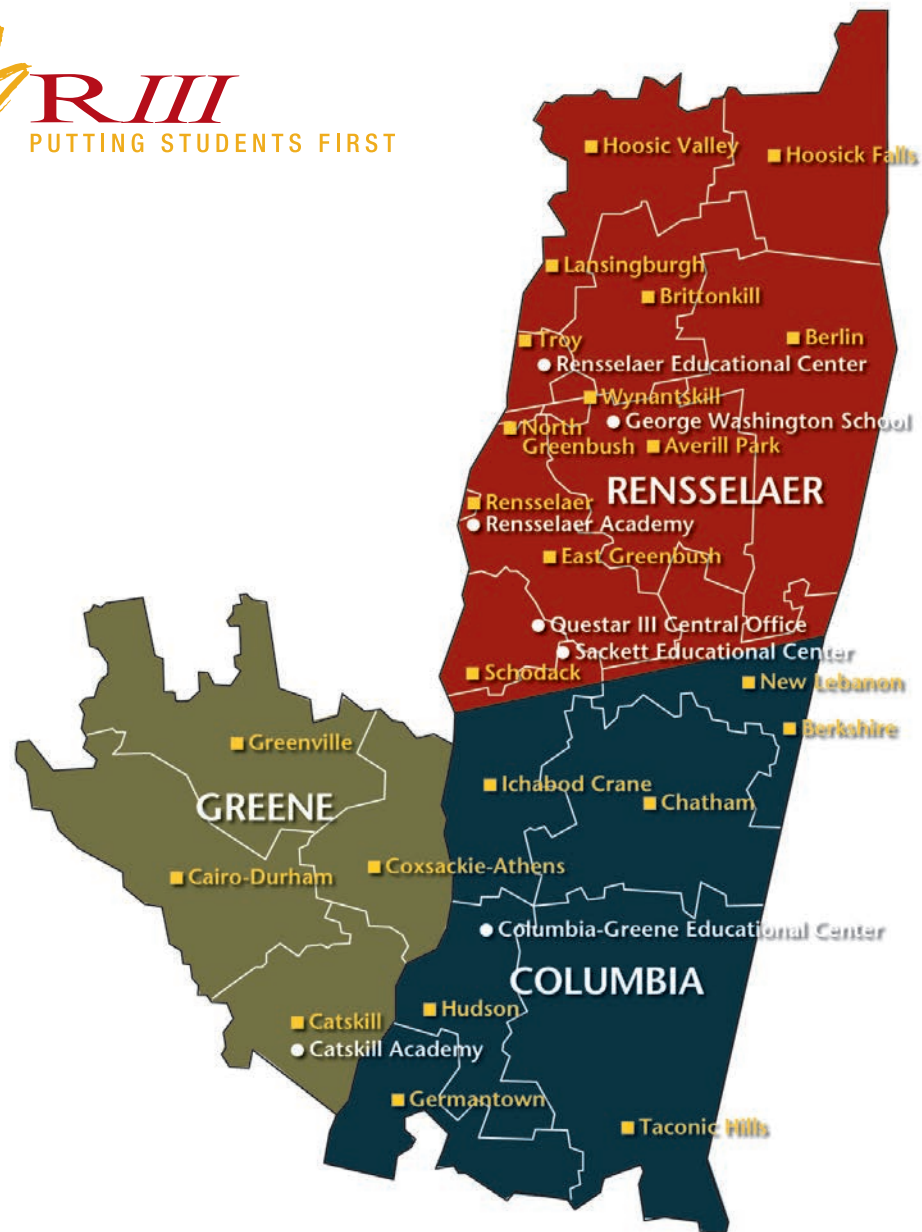 R III
PUTTING STUDENTS FIRST
Hoosic Valley
Hoosick Falls
Lansingburgh
Brittonkill
Berlin
Troy
Rensselaer Educational Center
Wynantskill
George Washington School
North
Greenbush
Averill Park
RENSSELAER
Rensselaer
Rensselaer Academy
East Greenbush
Questar III Central Office
Sackett Educational Center
Schodack
New Lebanon
Berkshire
Greenville
Ichabod Crane
Chatham
GREENE
Coxsackie-Athens
Cairo-Durham
Columbia-Greene Educational Center
COLUMBIA
Hudson
Catskill
Catskill Academy
Germantown
Taconic Hills